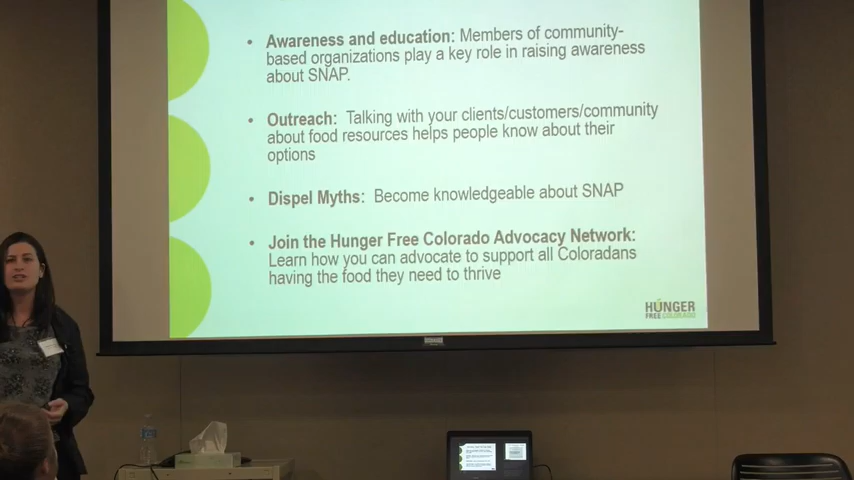 • Awareness and education: Members of community-
based organizations play a key role in raising awareness
about SNAP.
• Outreach: Talking with your clients/customers/community
about food resources helps people know about their
options
• Dispel Myths: Become knowledgeable about SNAP
• Join the Hunger Free Colorado Advocacy Network:
Learn how you can advocate to support all Coloradans
having the food they need to thrive
HUNGER
FREE COLORADO